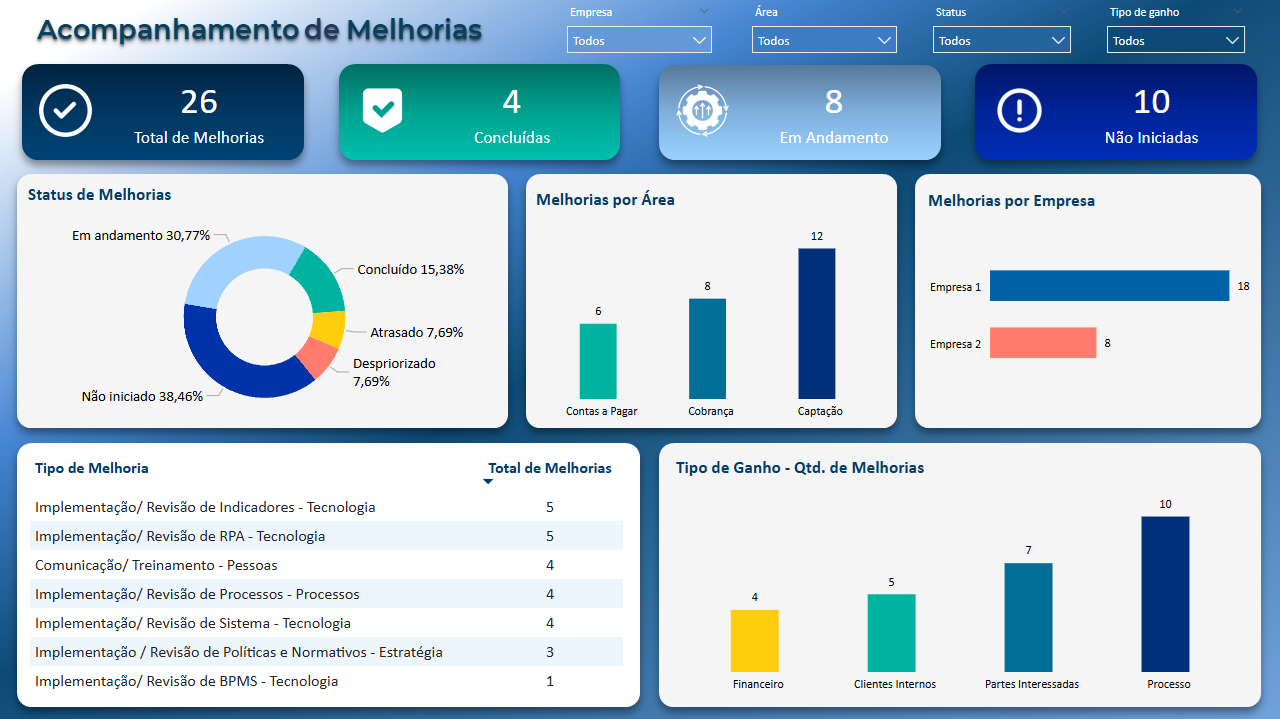 Acompanhamento de Melhorias
Empresa
Todos
Área
Todos
Status
Todos
Tipo de ganho
Todos
26
Total de Melhorias
4
Concluídas
8
Em Andamento
10
Não Iniciadas
Status de Melhorias
Em andamento 30,77%
Concluído 15,38%
Atrasado 7,69%
Despriorizado
7,69%
Não iniciado 38,46%
Melhorias por Área
12
8
6
Contas a Pagar
Cobrança
Captação
Melhorias por Empresa
Empresa 1
18
Empresa 2
8
Tipo de Melhoria
Total de Melhorias
Implementação/ Revisão de Indicadores - Tecnologia
5
Implementação/ Revisão de RPA - Tecnologia
5
Comunicação/ Treinamento - Pessoas
4
Implementação/ Revisão de Processos - Processos
4
Implementação/ Revisão de Sistema - Tecnologia
4
Implementação / Revisão de Políticas e Normativos - Estratégia
3
Implementação/ Revisão de BPMS - Tecnologia
1
Tipo de Ganho - Qtd. de Melhorias
10
7
5
4
Financeiro
Clientes Internos
Partes Interessadas
Processo